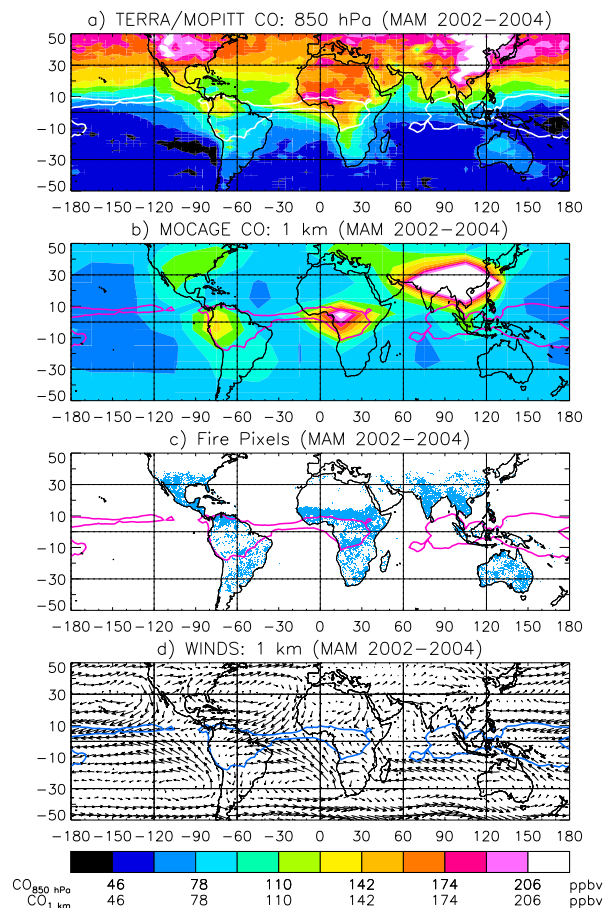 a) TERRA/MOPITT CO: 850 hPa (MAM 2002-2004)
50
30
10
-10
-30
-50
-180 -150 -120 -90 -60 -30 0 30 60 90 120 150 180
b) MOCAGE CO: 1 km (MAM 2002-2004)
50
30
10
-10
-30
-50
-180 -150 -120 -90 -60 -30 0 30 60 90 120 150 180
c) Fire Pixels (MAM 2002-2004)
50
30
10
-10
-30
-50
-180 -150 -120 -90 -60 -30 0 30 60 90 120 150 180
d) WINDS: 1 km (MAM 2002-2004)
50
30
10
-10
-30
-50
-180 -150 -120 -90 -60 -30 0 30 60 90 120 150 180
CO850 hPa 46 78 110 142 174 206 ppbv
CO1 km 46 78 110 142 174 206 ppbv